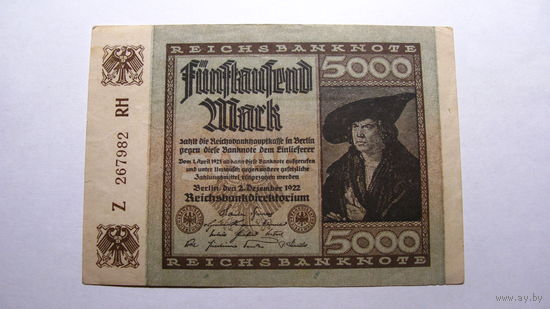 REICHSBANKNOTE
Fünftausend
Mark
5000
zahlt die Reichsbankhauptkasse in Berlin
gegen diese Banknote dem Einlieferer
Vom 1. April 1923 ab kann diese Banknote aufgerufen
und unter Umtausch gegen andere gesetzliche
Zahlungsmittel eingezogen werden
Berlin, den 2. Dezember 1922
Reichsbankdirektorium
5000
REICHSBANKNOTE
Z 267982 RH
www.ay.by